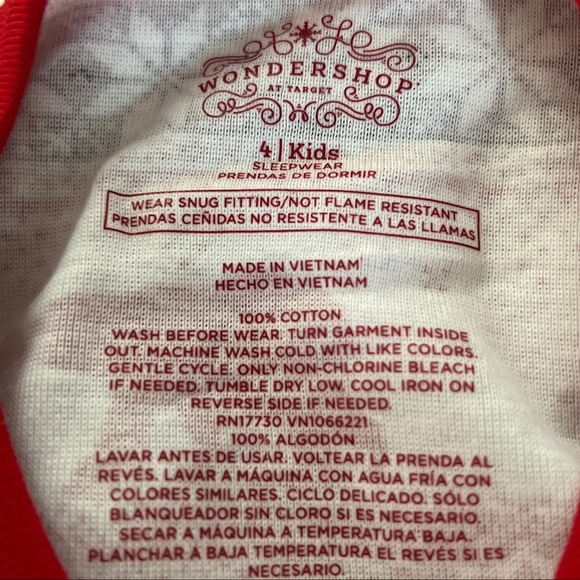 WONDERSHOP
AT TARGET
4 | Kids
SLEEPWEAR
PRENDAS DE DORMIR
WEAR SNUG FITTING/NOT FLAME RESISTANT
PRENDAS CEÑIDAS NO RESISTENTE A LAS LLAMAS
MADE IN VIETNAM
HECHO EN VIETNAM
100% COTTON
WASH BEFORE WEAR. TURN GARMENT INSIDE
OUT. MACHINE WASH COLD WITH LIKE COLORS.
GENTLE CYCLE. ONLY NON-CHLORINE BLEACH
IF NEEDED. TUMBLE DRY LOW. COOL IRON ON
REVERSE SIDE IF NEEDED.
RN17730 VN1066221
100% ALGODÓN
LAVAR ANTES DE USAR. VOLTEAR LA PRENDA AL
REVÉS. LAVAR A MÁQUINA CON AGUA FRÍA CON
COLORES SIMILARES. CICLO DELICADO. SÓLO
BLANQUEADOR SIN CLORO SI ES NECESARIO.
SECAR A MÁQUINA A TEMPERATURA BAJA.
PLANCHAR A BAJA TEMPERATURA EL REVÉS SI ES
NECESARIO.